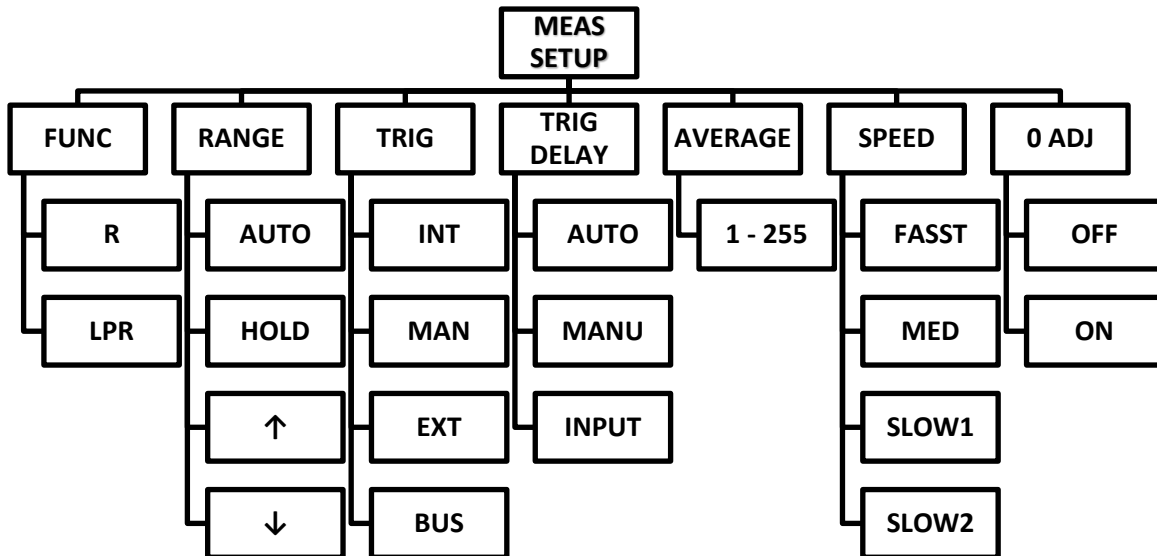 MEAS
SETUP
FUNC
RANGE
TRIG
TRIG
DELAY
AVERAGE
SPEED
0 ADJ
R
AUTO
INT
AUTO
1 - 255
FASST
OFF
LPR
HOLD
MAN
MANU
MED
ON
↑
EXT
INPUT
SLOW1
↓
BUS
SLOW2